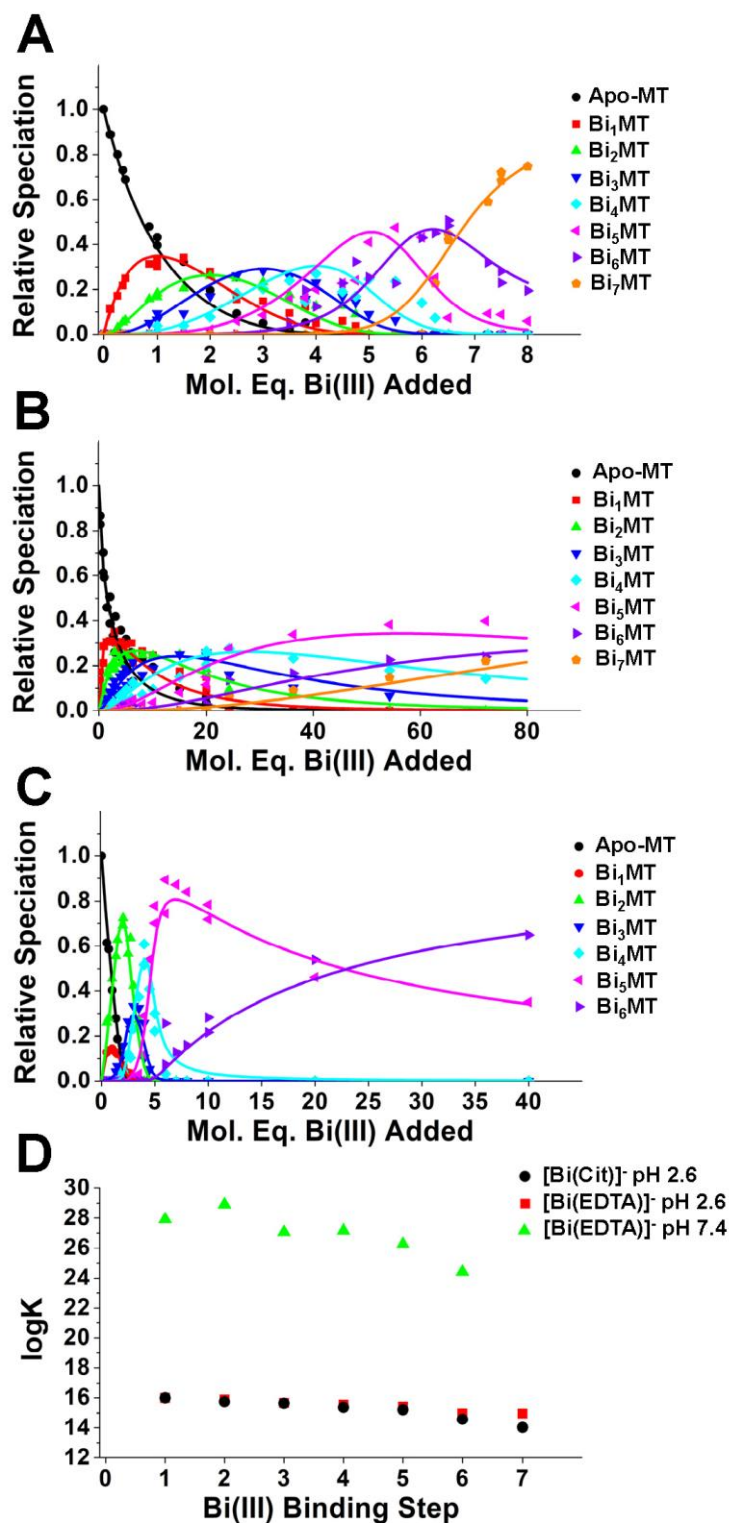 A
Relative Speciation
1.0
0.8
0.6
0.4
0.2
0.0
0 1 2 3 4 5 6 7 8
Mol. Eq. Bi(III) Added
Apo-MT
Bi₁MT
Bi₂MT
Bi₃MT
Bi₄MT
Bi₅MT
Bi₆MT
Bi₇MT
B
Relative Speciation
1.0
0.8
0.6
0.4
0.2
0.0
0 20 40 60 80
Mol. Eq. Bi(III) Added
Apo-MT
Bi₁MT
Bi₂MT
Bi₃MT
Bi₄MT
Bi₅MT
Bi₆MT
Bi₇MT
C
Relative Speciation
1.0
0.8
0.6
0.4
0.2
0.0
0 5 10 15 20 25 30 35 40
Mol. Eq. Bi(III) Added
Apo-MT
Bi₁MT
Bi₂MT
Bi₃MT
Bi₄MT
Bi₅MT
Bi₆MT
D
logK
30
28
26
24
22
20
18
16
14
12
0 1 2 3 4 5 6 7
Bi(III) Binding Step
[Bi(Cit)]⁻ pH 2.6
[Bi(EDTA)]⁻ pH 2.6
[Bi(EDTA)]⁻ pH 7.4